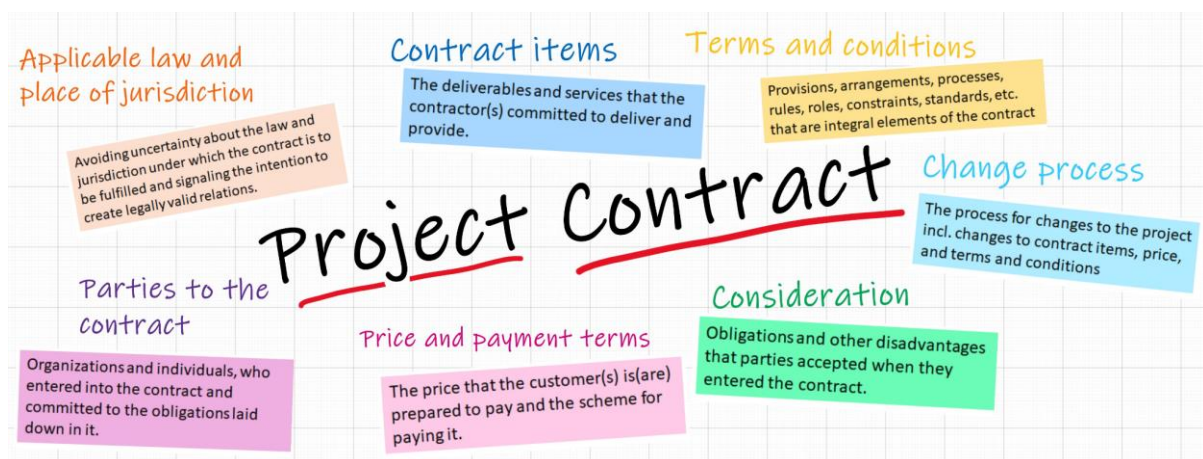 Applicable law and
place of jurisdiction
Avoiding uncertainty about the law and
jurisdiction under which the contract is to
be fulfilled and signaling the intention to
create legally valid relations.
Contract items
The deliverables and services that the
contractor(s) committed to deliver and
provide.
Terms and conditions
Provisions, arrangements, processes,
rules, roles, constraints, standards, etc.
that are integral elements of the contract
Project Contract
Change process
The process for changes to the project
incl. changes to contract items, price,
and terms and conditions
Parties to the
contract
Organizations and individuals, who
entered into the contract and
committed to the obligations laid
down in it.
Price and payment terms
The price that the customer(s) is(are)
prepared to pay and the scheme for
paying it.
Consideration
Obligations and other disadvantages
that parties accepted when they
entered the contract.